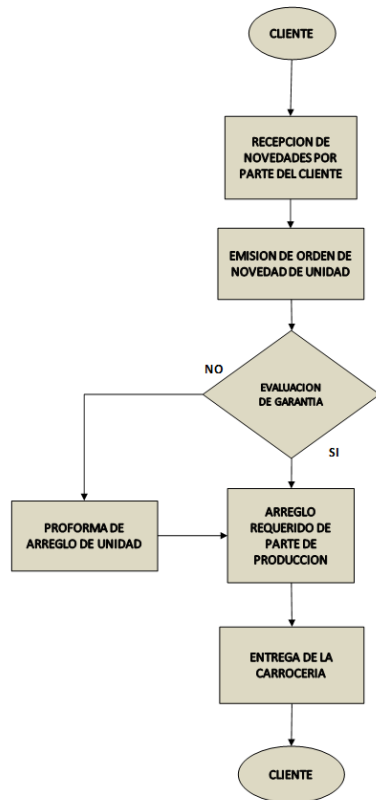 CLIENTE
RECEPCION DE
NOVEDADES POR
PARTE DEL CLIENTE
EMISION DE ORDEN DE
NOVEDAD DE UNIDAD
NO
EVALUACION
DE GARANTIA
SI
PROFORMA DE
ARREGLO DE UNIDAD
ARREGLO
REQUERIDO DE
PARTE DE
PRODUCCION
ENTREGA DE LA
CARROCERIA
CLIENTE